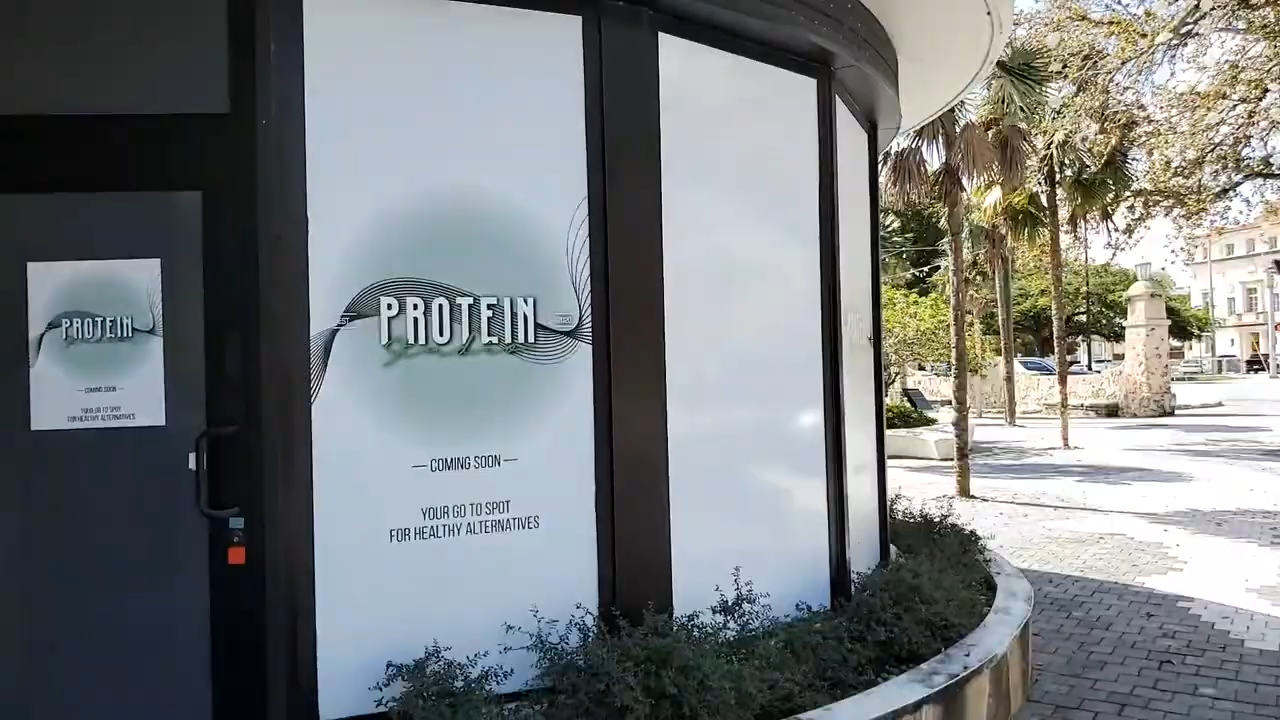 PROTEIN
— COMING SOON —
YOUR GO TO SPOT
FOR HEALTHY ALTERNATIVES
PROTEIN
— COMING SOON —
YOUR GO TO SPOT
FOR HEALTHY ALTERNATIVES